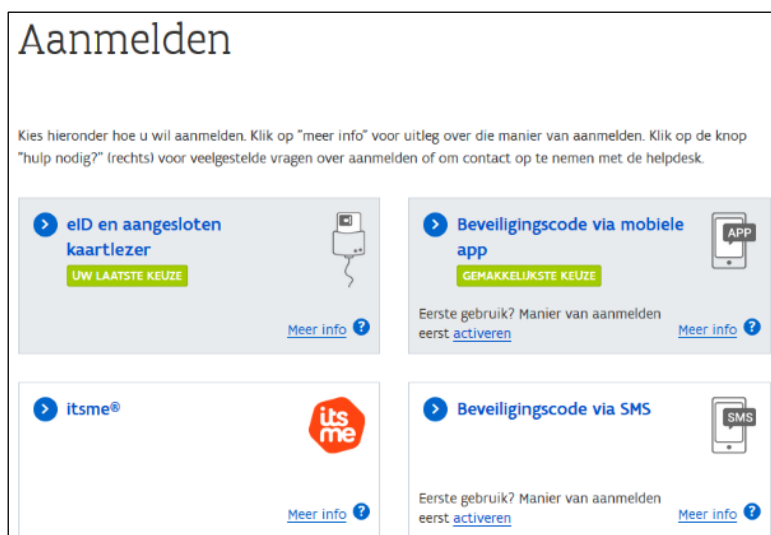 Aanmelden
Kies hieronder hoe u wil aanmelden. Klik op "meer info" voor uitleg over die manier van aanmelden. Klik op de knop
"hulp nodig?" (rechts) voor veelgestelde vragen over aanmelden of om contact op te nemen met de helpdesk.
eID en aangesloten
kaartlezer
UW LAATSTE KEUZE
Meer info ?
Beveiligingscode via mobiele
app
APP
GEMAKKELIJKSTE KEUZE
Eerste gebruik? Manier van aanmelden
eerst activeren
Meer info ?
itsme®
its
me
Meer info ?
Beveiligingscode via SMS
SMS
Eerste gebruik? Manier van aanmelden
eerst activeren
Meer info ?